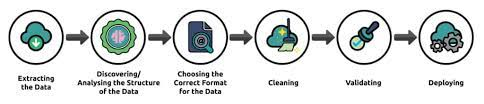 Extracting
the Data
Discovering/
Analysing the Structure
of the Data
Choosing the
Correct Format
for the Data
Cleaning
Validating
Deploying